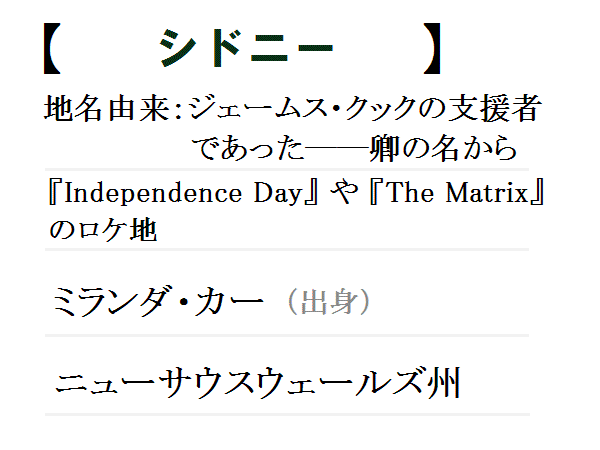 【 シドニー 】
地名由来：ジェームス・クックの支援者
であった――卿の名から
『Independence Day』や『The Matrix』
のロケ地
ミランダ・カー（出身）
ニューサウスウェールズ州